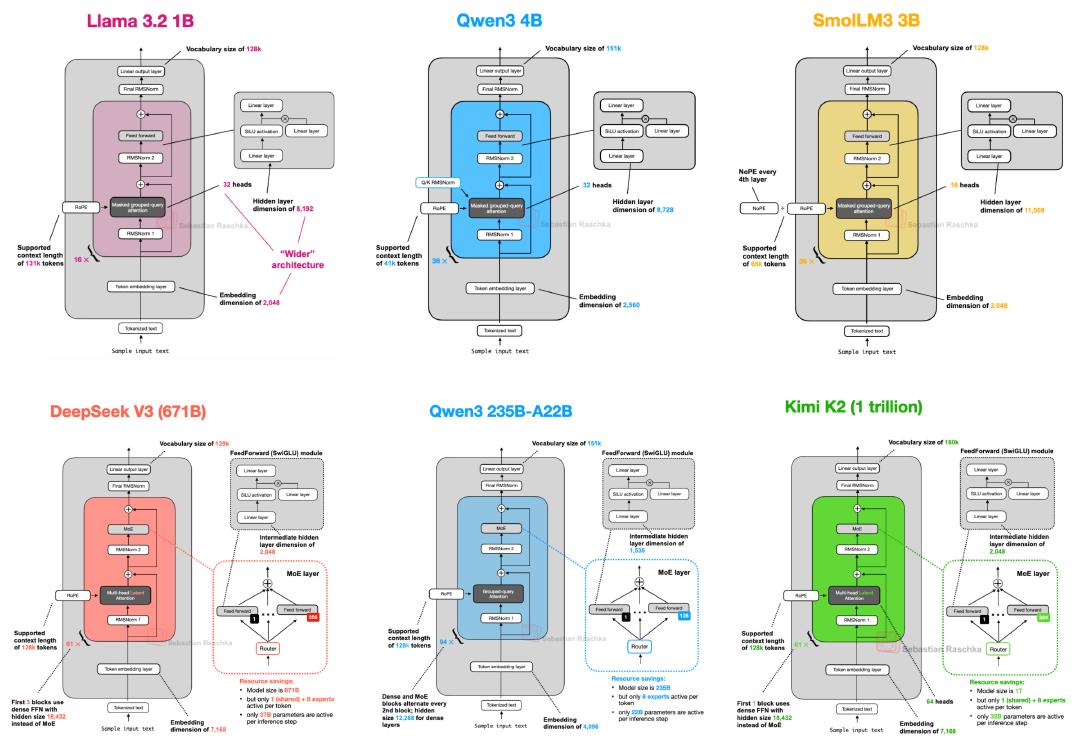 Llama 3.2 1B
Vocabulary size of 128k
Linear output layer
Final RMSNorm
Feed forward
RMSNorm 2
Masked grouped-query
attention
RMSNorm 1
RoPE
Supported
context length
of 131k tokens
16 ×
Token embedding layer
Tokenized text
Sample input text
Linear layer
SiLU activation
Linear layer
Linear layer
32 heads
Hidden layer
dimension of 8,192
"Wider"
architecture
Embedding
dimension of 2,048
Sebastian Raschka
Qwen3 4B
Vocabulary size of 151k
Linear output layer
Final RMSNorm
Feed forward
RMSNorm 2
Q/K RMSNorm
Masked grouped-query
attention
RMSNorm 1
RoPE
Supported
context length
of 41k tokens
36 ×
Token embedding layer
Tokenized text
Sample input text
Linear layer
SiLU activation
Linear layer
Linear layer
32 heads
Hidden layer
dimension of 9,728
Embedding
dimension of 2,560
Sebastian Raschka
SmolLM3 3B
Vocabulary size of 128k
Linear output layer
Final RMSNorm
Feed forward
RMSNorm 2
NoPE every
4th layer
NoPE
÷
RoPE
Masked grouped-query
attention
RMSNorm 1
Supported
context length
of 65k tokens
36 ×
Token embedding layer
Tokenized text
Sample input text
Linear layer
SiLU activation
Linear layer
Linear layer
16 heads
Hidden layer
dimension of 11,008
Embedding
dimension of 2,048
Sebastian Raschka
DeepSeek V3 (671B)
Vocabulary size of 129k
Linear output layer
Final RMSNorm
MoE
RMSNorm 2
Multi-head Latent
Attention
RMSNorm 1
RoPE
Supported
context length
of 128k tokens
61 ×
First 3 blocks use
dense FFN with
hidden size 18,432
instead of MoE
Token embedding layer
Tokenized text
Sample input text
FeedForward (SwiGLU) module
Linear layer
SiLU activation
Linear layer
Linear layer
Intermediate hidden
layer dimension of
2,048
MoE layer
Feed forward
1
Feed forward
256
Router
Resource savings:
• Model size is 671B
• but only 1 (shared) + 8 experts
active per token
• only 37B parameters are active
per inference step
Embedding
dimension of 7,168
Sebastian Raschka
Qwen3 235B-A22B
Vocabulary size of 151k
Linear output layer
Final RMSNorm
MoE
RMSNorm 2
Grouped-query
Attention
RMSNorm 1
RoPE
Supported
context length
of 128k tokens
94 ×
Dense and MoE
blocks alternate every
2nd block; hidden
size 12,288 for dense
layers
Token embedding layer
Tokenized text
Sample input text
FeedForward (SwiGLU) module
Linear layer
SiLU activation
Linear layer
Linear layer
Intermediate hidden
layer dimension of
1,536
MoE layer
Feed forward
1
Feed forward
128
Router
Resource savings:
• Model size is 235B
• but only 8 experts active per
token
• only 22B parameters are active
per inference step
Embedding
dimension of 4,096
Sebastian Raschka
Kimi K2 (1 trillion)
Vocabulary size of 160k
Linear output layer
Final RMSNorm
MoE
RMSNorm 2
Multi-head Latent
Attention
RMSNorm 1
RoPE
Supported
context length
of 128k tokens
61 ×
First 1 block uses
dense FFN with
hidden size 18,432
instead of MoE
Token embedding layer
Tokenized text
Sample input text
FeedForward (SwiGLU) module
Linear layer
SiLU activation
Linear layer
Linear layer
Intermediate hidden
layer dimension of
2,048
MoE layer
Feed forward
1
Feed forward
384
Router
64 heads
Resource savings:
• Model size is 1T
• but only 1 (shared) + 8 experts
active per token
• only 32B parameters are active
per inference step
Embedding
dimension of 7,168
Sebastian Raschka